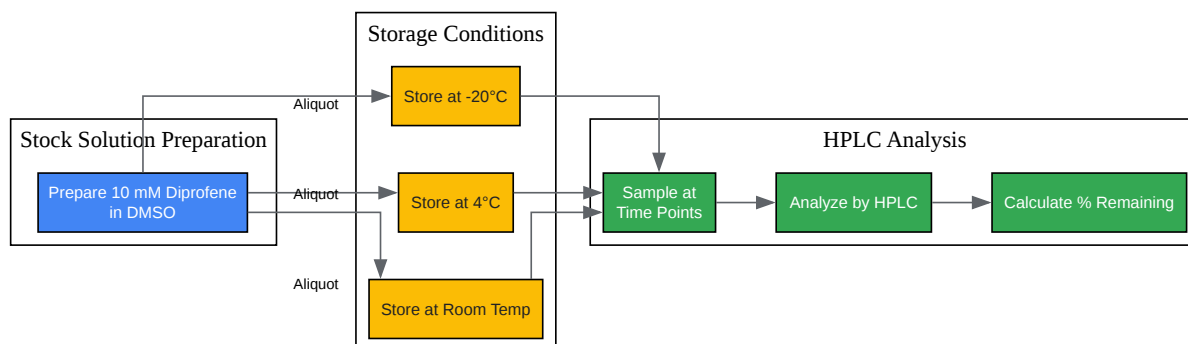 Storage Conditions
Store at -20°C
Aliquot
Stock Solution Preparation
HPLC Analysis
Prepare 10 mM Diprofene
in DMSO
Aliquot
Store at 4°C
Sample at
Time Points
Analyze by HPLC
Calculate % Remaining
Aliquot
Store at Room Temp